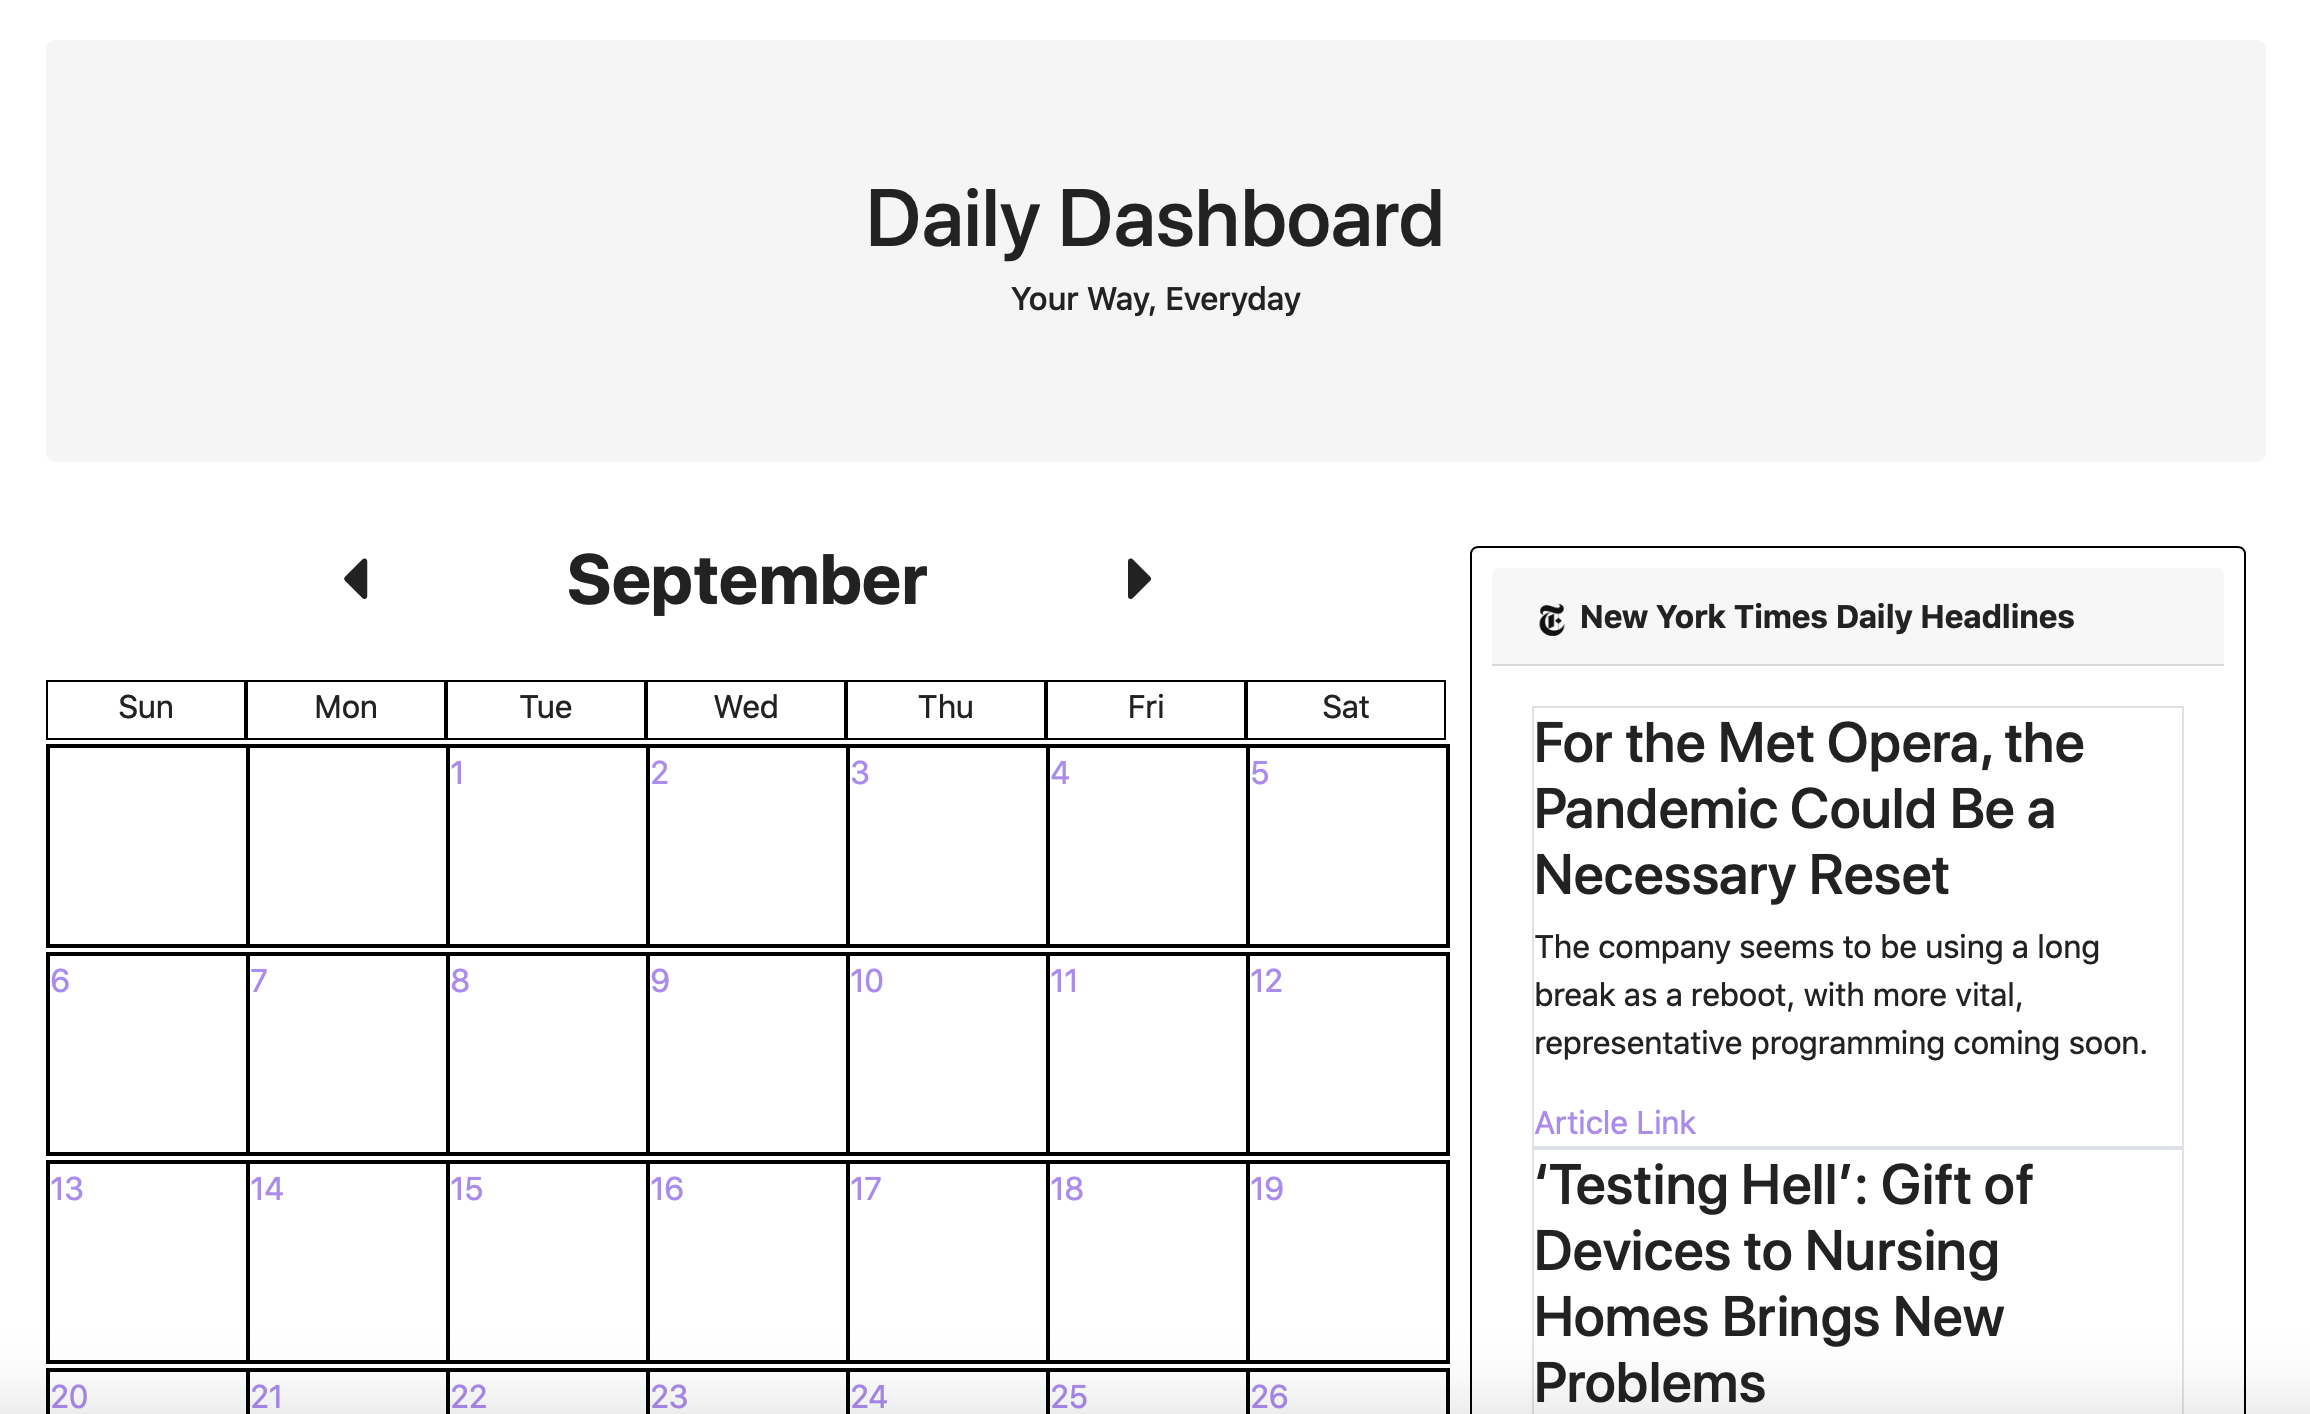 Daily Dashboard
Your Way, Everyday
September
Sun Mon Tue Wed Thu Fri Sat
1 2 3 4 5
6 7 8 9 10 11 12
13 14 15 16 17 18 19
20 21 22 23 24 25 26
New York Times Daily Headlines
For the Met Opera, the
Pandemic Could Be a
Necessary Reset
The company seems to be using a long
break as a reboot, with more vital,
representative programming coming soon.
Article Link
‘Testing Hell’: Gift of
Devices to Nursing
Homes Brings New
Problems